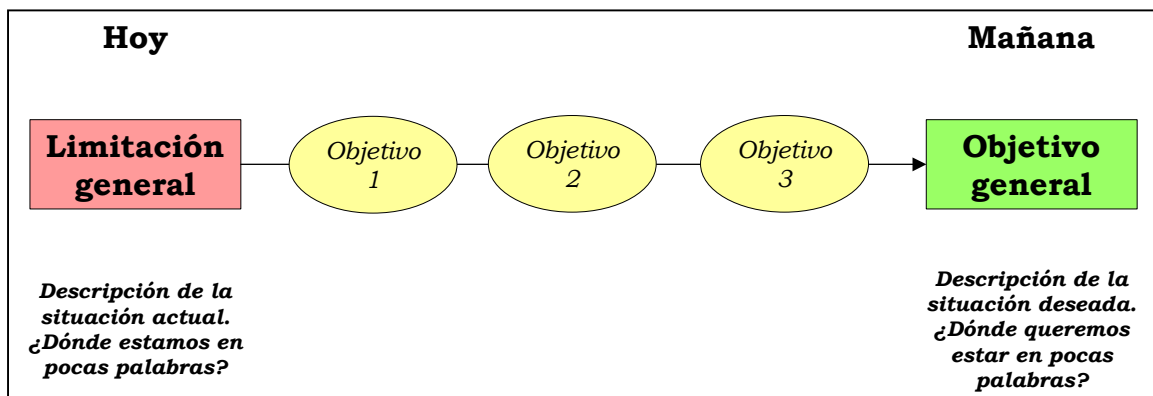 Hoy
Mañana
Limitación
general
Objetivo
1
Objetivo
2
Objetivo
3
Objetivo
general
Descripción de la
situación actual.
¿Dónde estamos en
pocas palabras?
Descripción de la
situación deseada.
¿Dónde queremos
estar en pocas
palabras?